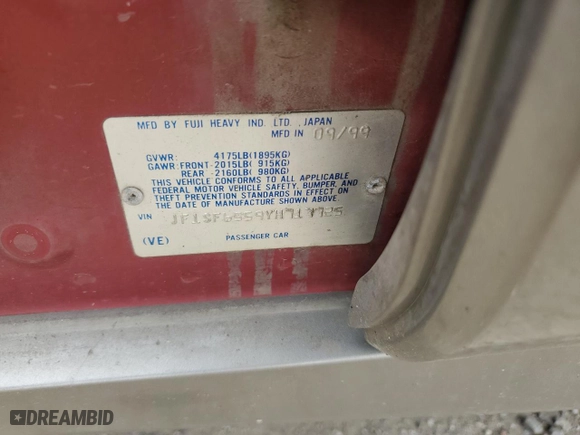 MFD BY FUJI HEAVY IND. LTD. ,JAPAN
MFD IN 09/99
GVWR: 4175LB(1895KG)
GAWR:FRONT-2015LB( 915KG)
REAR -2160LB( 980KG)
THIS VEHICLE CONFORMS TO ALL APPLICABLE
FEDERAL MOTOR VEHICLE SAFETY, BUMPER, AND
THEFT PREVENTION STANDARDS IN EFFECT ON
THE DATE OF MANUFACTURE SHOWN ABOVE.
VIN
(VE) PASSENGER CAR
DREAMBID